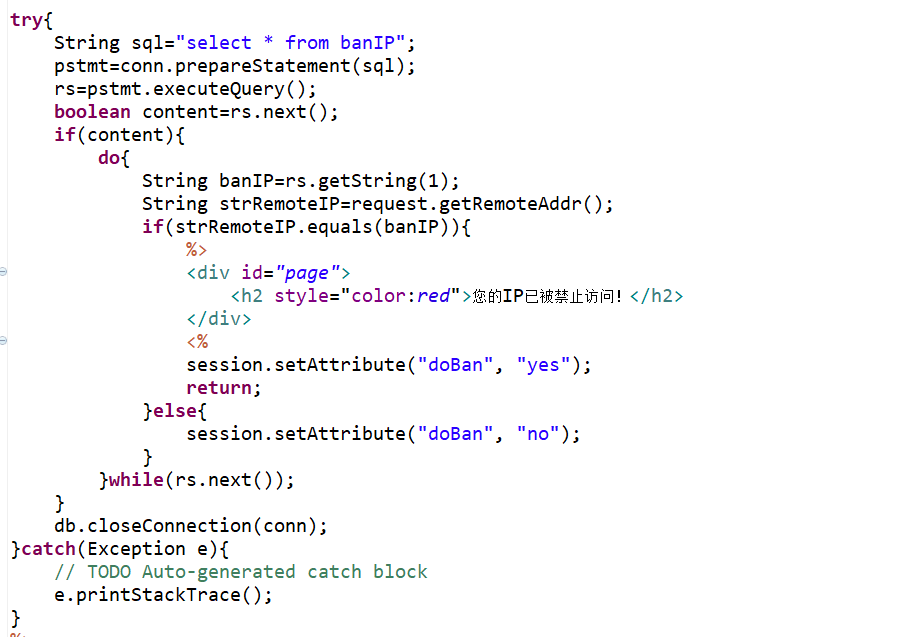 try{
    String sql="select * from banIP";
    pstmt=conn.prepareStatement(sql);
    rs=pstmt.executeQuery();
    boolean content=rs.next();
    if(content){
        do{
            String banIP=rs.getString(1);
            String strRemoteIP=request.getRemoteAddr();
            if(strRemoteIP.equals(banIP)){
                %>
                <div id="page">
                    <h2 style="color:red">您的IP已被禁止访问!</h2>
                </div>
                <%
                session.setAttribute("doBan", "yes");
                return;
            }else{
                session.setAttribute("doBan", "no");
            }
        }while(rs.next());
    }
    db.closeConnection(conn);
}catch(Exception e){
    // TODO Auto-generated catch block
    e.printStackTrace();
}